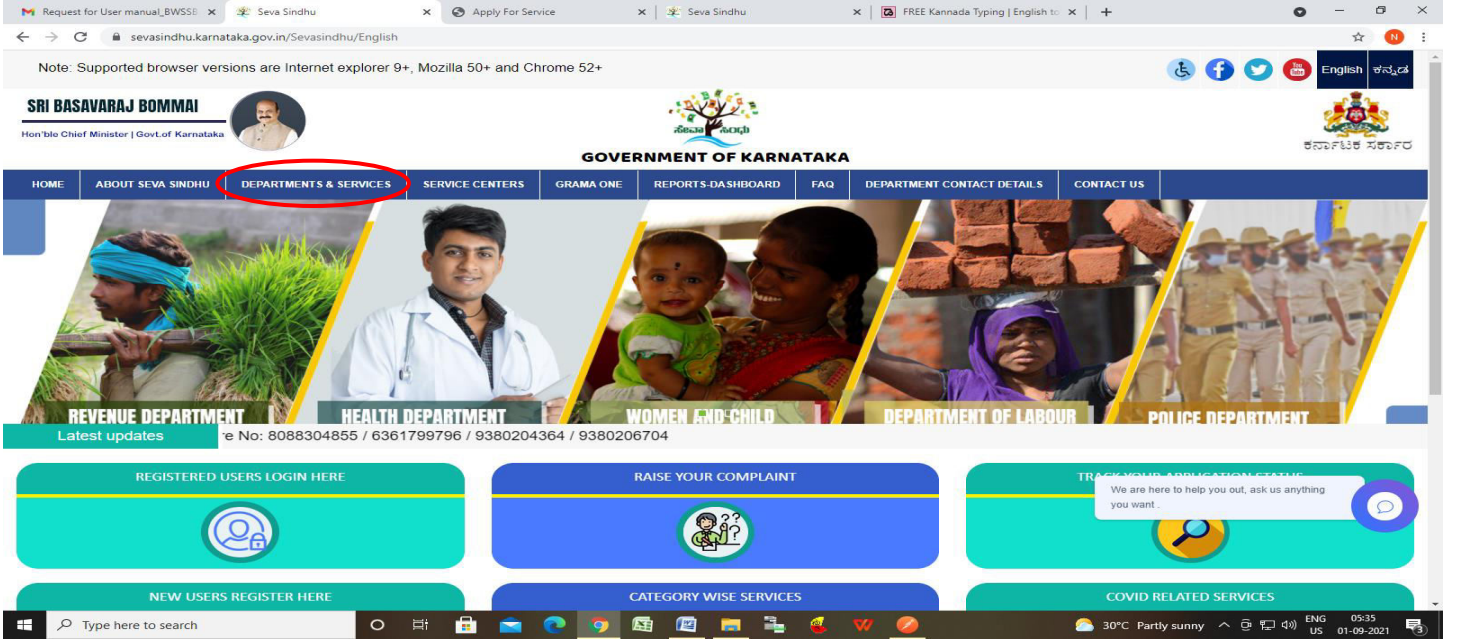 Request for User manual_BWSSB
Seva Sindhu
Apply For Service
Seva Sindhu
FREE Kannada Typing | English to
sevasindhu.karnataka.gov.in/Sevasindhu/English
N
Note: Supported browser versions are Internet explorer 9+, Mozilla 50+ and Chrome 52+
You Tube
English ಕನ್ನಡ
SRI BASAVARAJ BOMMAI
Hon'ble Chief Minister | Govt.of Karnataka
ಸೇವಾ ಸಿಂಧು
GOVERNMENT OF KARNATAKA
ಕರ್ನಾಟಕ ಸರ್ಕಾರ
HOME ABOUT SEVA SINDHU DEPARTMENTS & SERVICES SERVICE CENTERS GRAMA ONE REPORTS-DASHBOARD FAQ DEPARTMENT CONTACT DETAILS CONTACT US
REVENUE DEPARTMENT HEALTH DEPARTMENT WOMEN AND CHILD DEPARTMENT OF LABOUR POLICE DEPARTMENT
Latest updates
e No: 8088304855 / 6361799796 / 9380204364 / 9380206704
REGISTERED USERS LOGIN HERE
RAISE YOUR COMPLAINT
TRACK YOUR APPLICATION STATUS
We are here to help you out, ask us anything
you want .
NEW USERS REGISTER HERE
CATEGORY WISE SERVICES
COVID RELATED SERVICES
Type here to search
30°C Partly sunny
ENG
US
05:35
01-09-2021
3